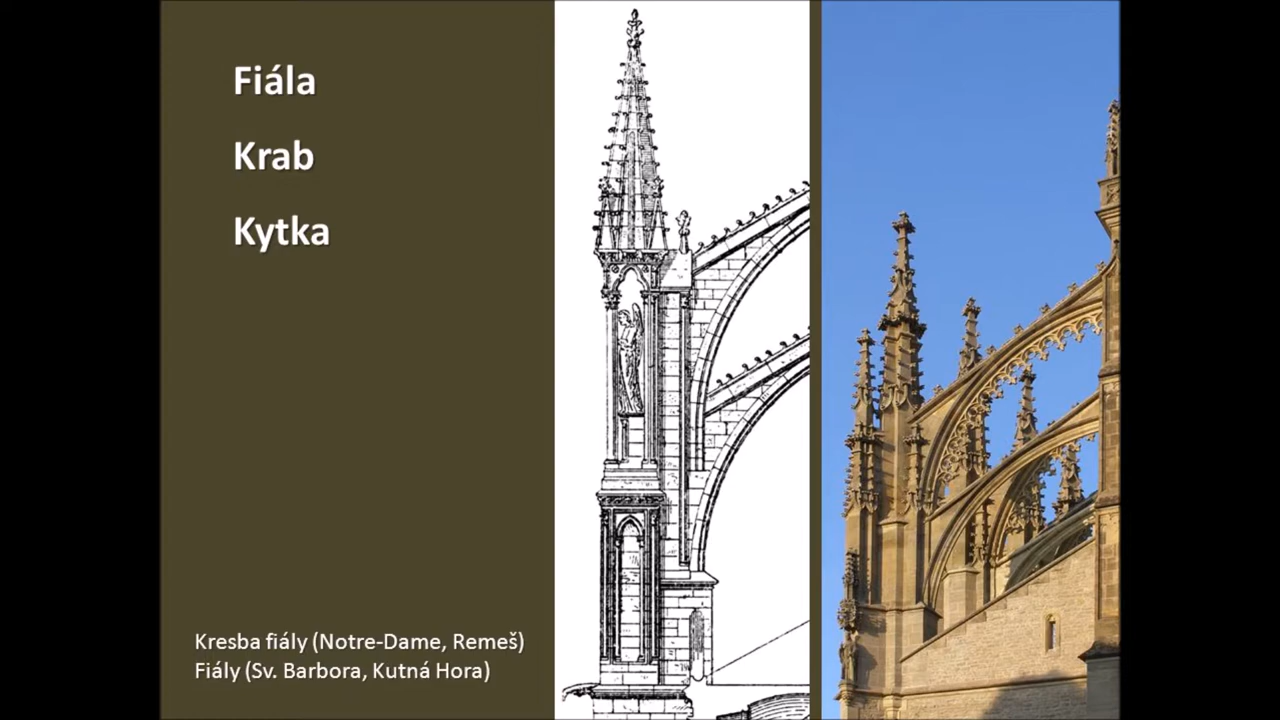 Fiála
Krab
Kytka
Kresba fiály (Notre-Dame, Remeš)
Fiály (Sv. Barbora, Kutná Hora)